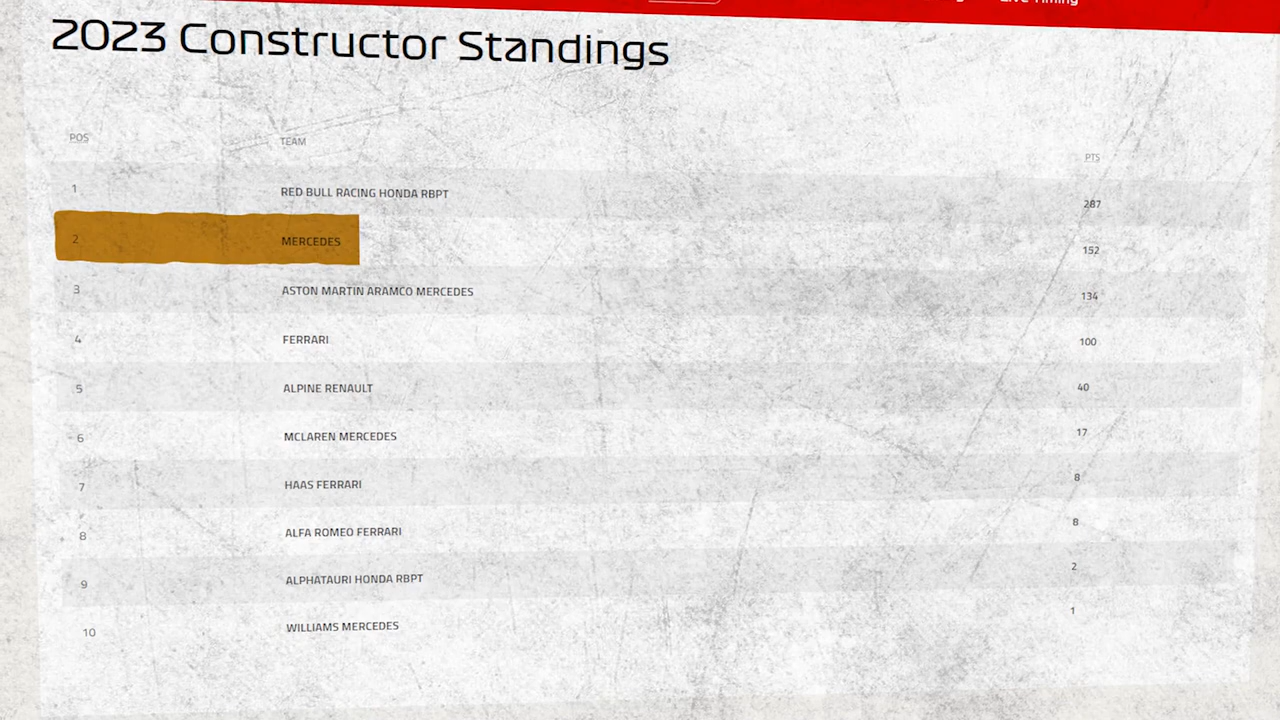 Live Timing
2023 Constructor Standings
POS TEAM PTS
1 RED BULL RACING HONDA RBPT 287
2 MERCEDES 152
3 ASTON MARTIN ARAMCO MERCEDES 134
4 FERRARI 100
5 ALPINE RENAULT 40
6 MCLAREN MERCEDES 17
7 HAAS FERRARI 8
8 ALFA ROMEO FERRARI 8
9 ALPHATAURI HONDA RBPT 2
10 WILLIAMS MERCEDES 1